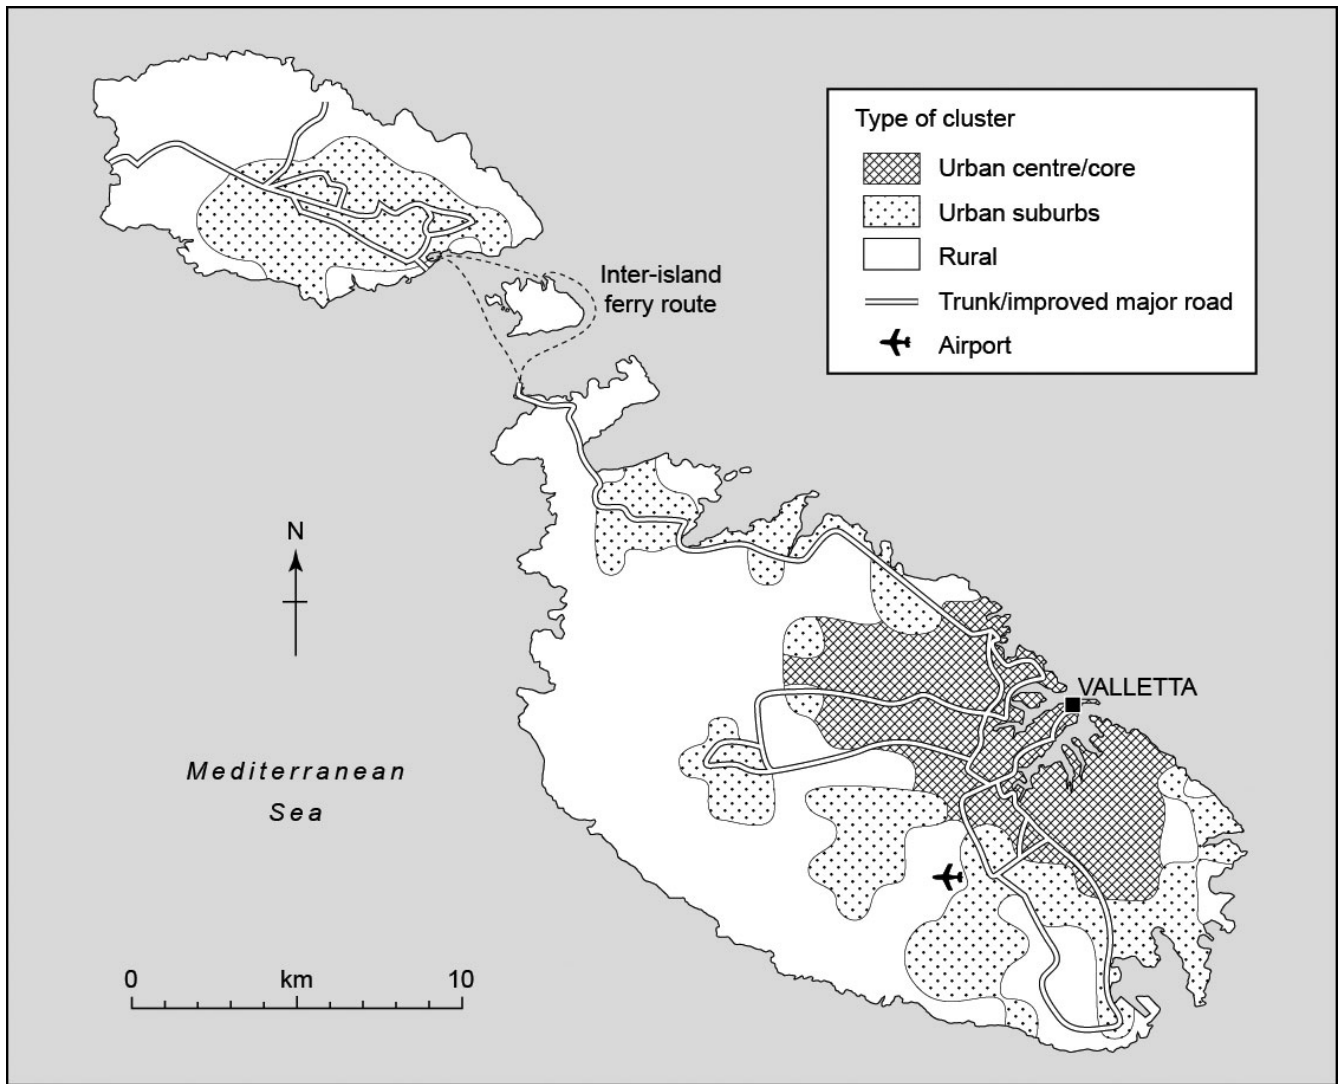 Type of cluster
Urban centre/core
Urban suburbs
Rural
Trunk/improved major road
Airport
Inter-island
ferry route
N
VALLETTA
Mediterranean
Sea
0 km 10